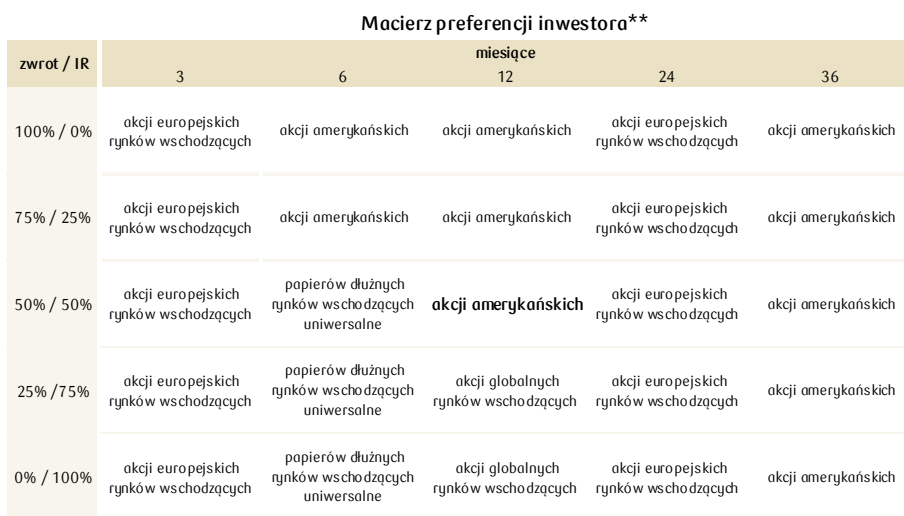 Macierz preferencji inwestora**
zwrot / IR
miesiące
3 6 12 24 36
100% / 0%
akcji europejskich
rynków wschodzących
akcji amerykańskich
akcji amerykańskich
akcji europejskich
rynków wschodzących
akcji amerykańskich
75% / 25%
akcji europejskich
rynków wschodzących
akcji amerykańskich
akcji amerykańskich
akcji europejskich
rynków wschodzących
akcji amerykańskich
50% / 50%
akcji europejskich
rynków wschodzących
papierów dłużnych
rynków wschodzących
uniwersalne
akcji amerykańskich
akcji europejskich
rynków wschodzących
akcji amerykańskich
25% /75%
akcji europejskich
rynków wschodzących
papierów dłużnych
rynków wschodzących
uniwersalne
akcji globalnych
rynków wschodzących
akcji europejskich
rynków wschodzących
akcji amerykańskich
0% / 100%
akcji europejskich
rynków wschodzących
papierów dłużnych
rynków wschodzących
uniwersalne
akcji globalnych
rynków wschodzących
akcji europejskich
rynków wschodzących
akcji amerykańskich